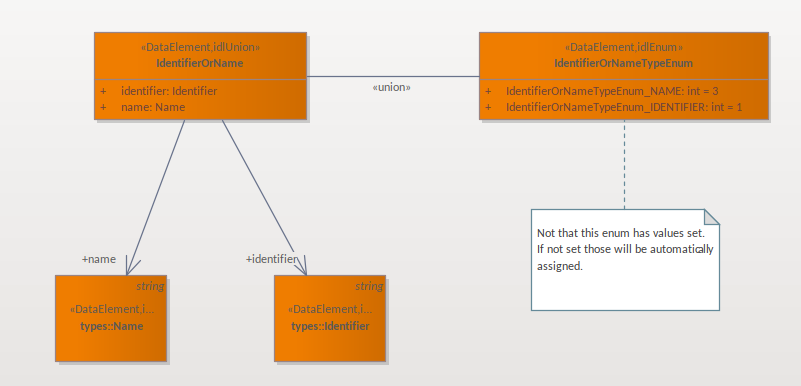 «DataElement,idlUnion»
IdentifierOrName
+ identifier: Identifier
+ name: Name
«union»
«DataElement,idlEnum»
IdentifierOrNameTypeEnum
+ IdentifierOrNameTypeEnum_NAME: int = 3
+ IdentifierOrNameTypeEnum_IDENTIFIER: int = 1
Not that this enum has values set.
If not set those will be automatically
assigned.
+name
+identifier
string
«DataElement,i...
types::Name
string
«DataElement,i...
types::Identifier